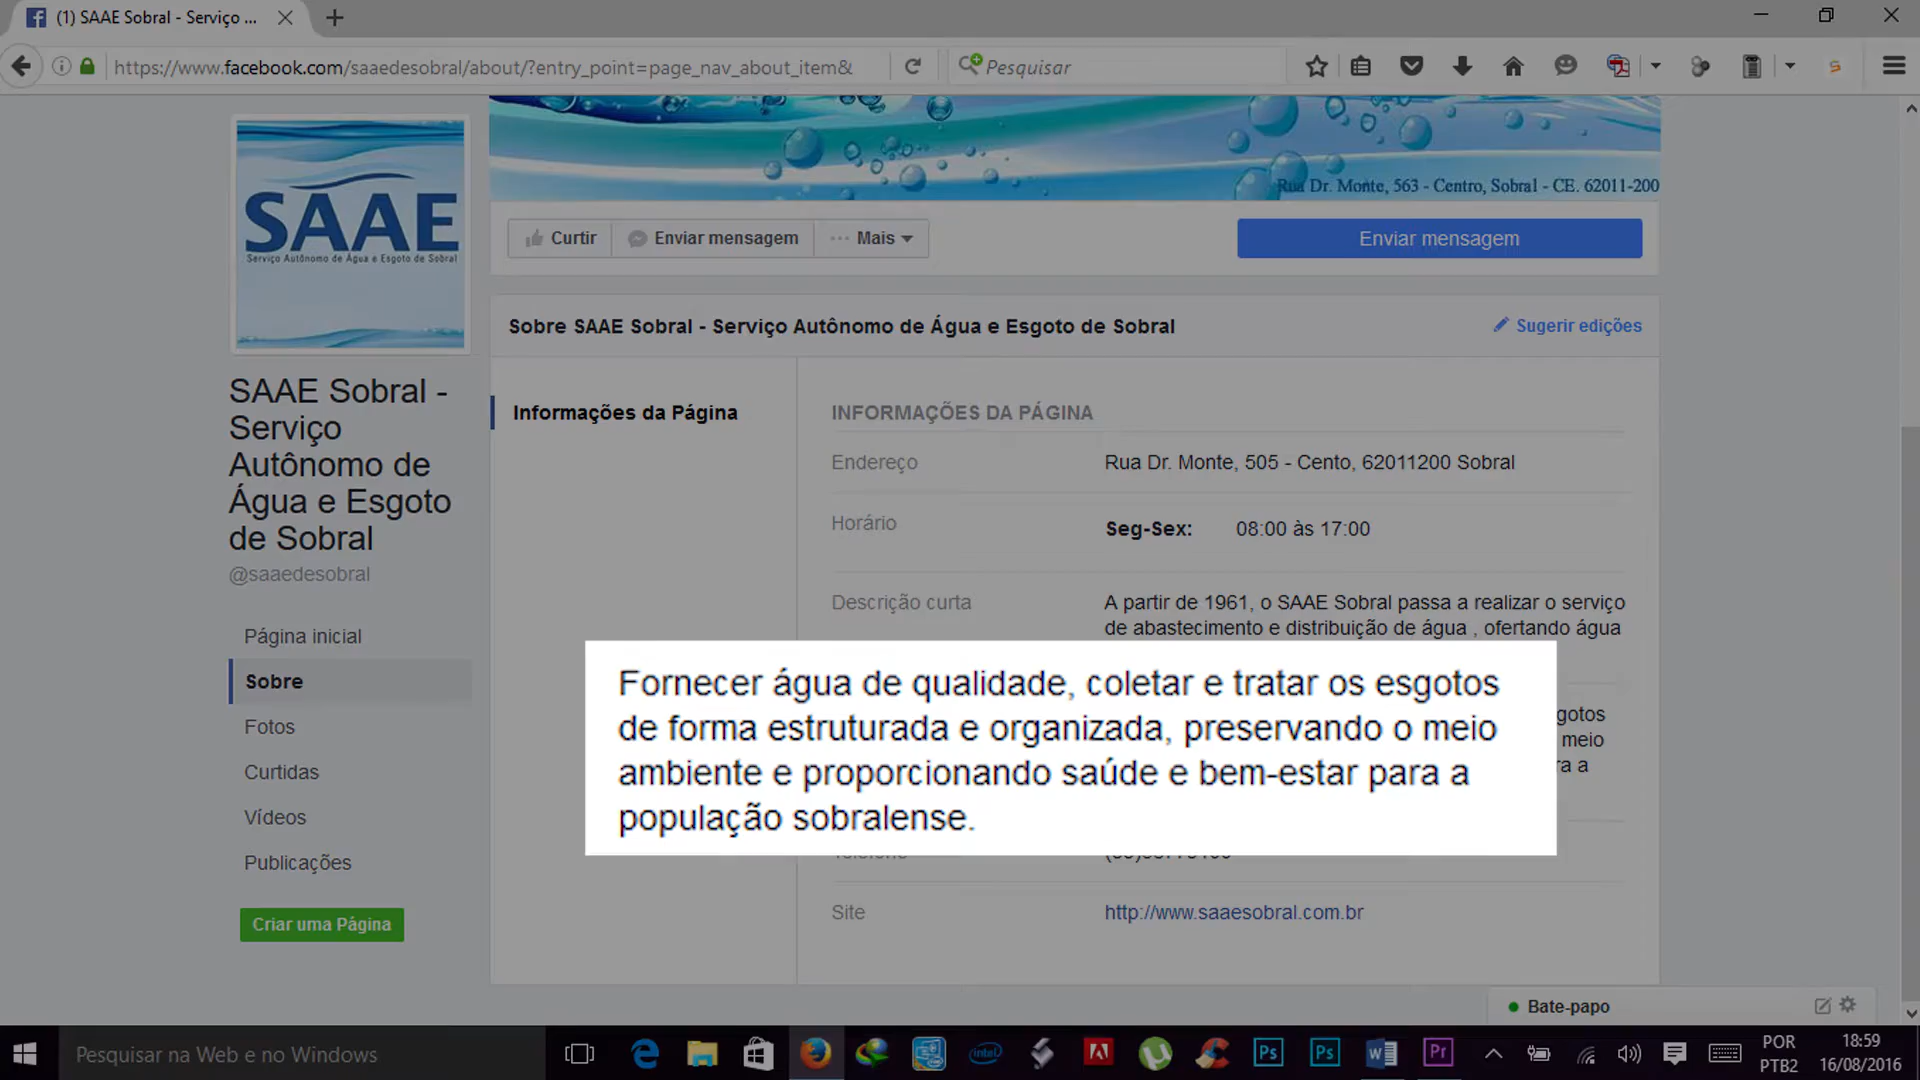 (1) SAAE Sobral - Serviço ...
https://www.facebook.com/saaedesobral/about/?entry_point=page_nav_about_item&
Pesquisar
SAAE
Serviço Autônomo de Água e Esgoto de Sobral
Rua Dr. Monte, 563 - Centro, Sobral - CE. 62011-200
Curtir
Enviar mensagem
Mais
Enviar mensagem
Sobre SAAE Sobral - Serviço Autônomo de Água e Esgoto de Sobral
Sugerir edições
SAAE Sobral -
Serviço
Autônomo de
Água e Esgoto
de Sobral
@saaedesobral
Página inicial
Sobre
Fotos
Curtidas
Vídeos
Publicações
Criar uma Página
Informações da Página
INFORMAÇÕES DA PÁGINA
Endereço
Rua Dr. Monte, 505 - Cento, 62011200 Sobral
Horário
Seg-Sex: 08:00 às 17:00
Descrição curta
A partir de 1961, o SAAE Sobral passa a realizar o serviço
de abastecimento e distribuição de água , ofertando água
Fornecer água de qualidade, coletar e tratar os esgotos
de forma estruturada e organizada, preservando o meio
ambiente e proporcionando saúde e bem-estar para a
população sobralense.
gotos
meio
ra a
Site
http://www.saaesobral.com.br
Bate-papo
Pesquisar na Web e no Windows
intel
Ps
Ps
W
Pr
POR
PTB2
18:59
16/08/2016